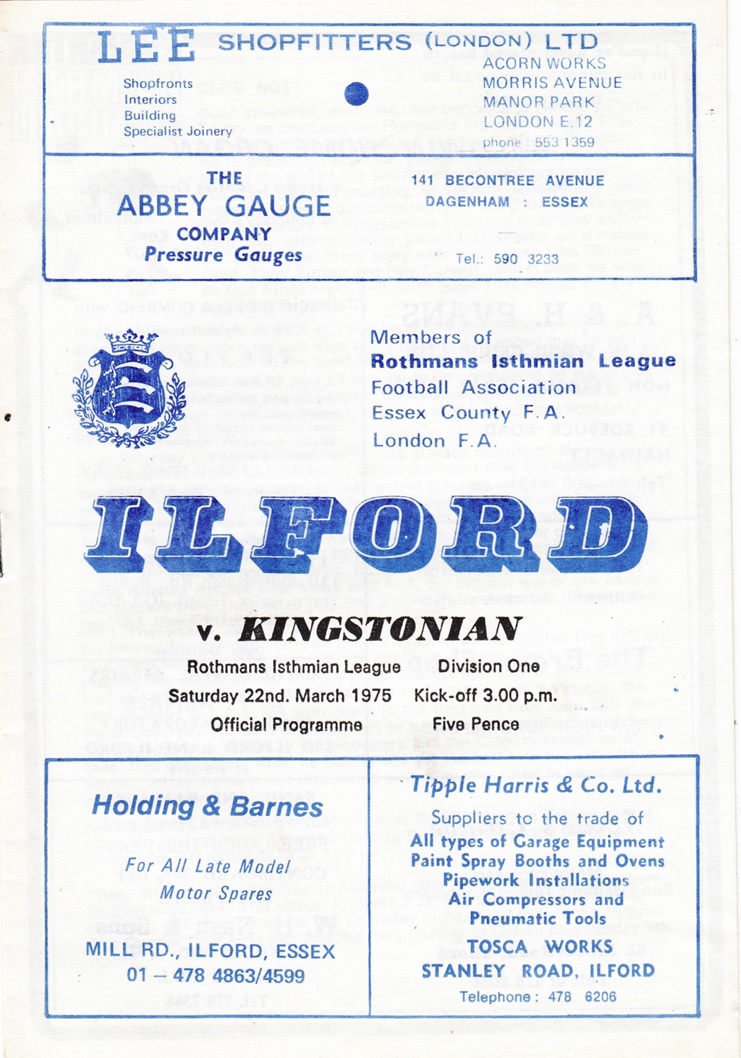 LEE SHOPFITTERS (LONDON) LTD
Shopfronts
Interiors
Building
Specialist Joinery
ACORN WORKS
MORRIS AVENUE
MANOR PARK
LONDON E.12
phone : 553 1359
THE
ABBEY GAUGE
COMPANY
Pressure Gauges
141 BECONTREE AVENUE
DAGENHAM : ESSEX
Tel.: 590 3233
Members of
Rothmans Isthmian League
Football Association
Essex County F.A.
London F.A.
ILFORD
v. KINGSTONIAN
Rothmans Isthmian League Division One
Saturday 22nd. March 1975 Kick-off 3.00 p.m.
Official Programme Five Pence
Holding & Barnes
For All Late Model
Motor Spares
MILL RD., ILFORD, ESSEX
01 – 478 4863/4599
Tipple Harris & Co. Ltd.
Suppliers to the trade of
All types of Garage Equipment
Paint Spray Booths and Ovens
Pipework Installations
Air Compressors and
Pneumatic Tools
TOSCA WORKS
STANLEY ROAD, ILFORD
Telephone : 478 6206